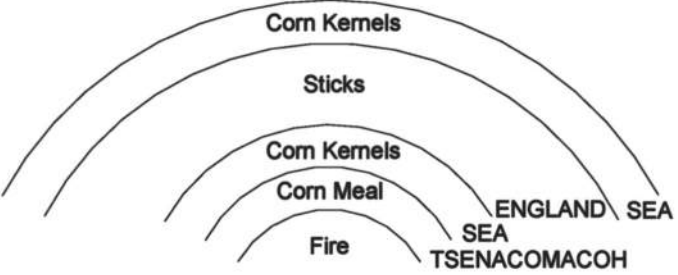 Corn Kernels
Sticks
Corn Kernels
Corn Meal
ENGLAND SEA
SEA
Fire
TSENACOMACOH